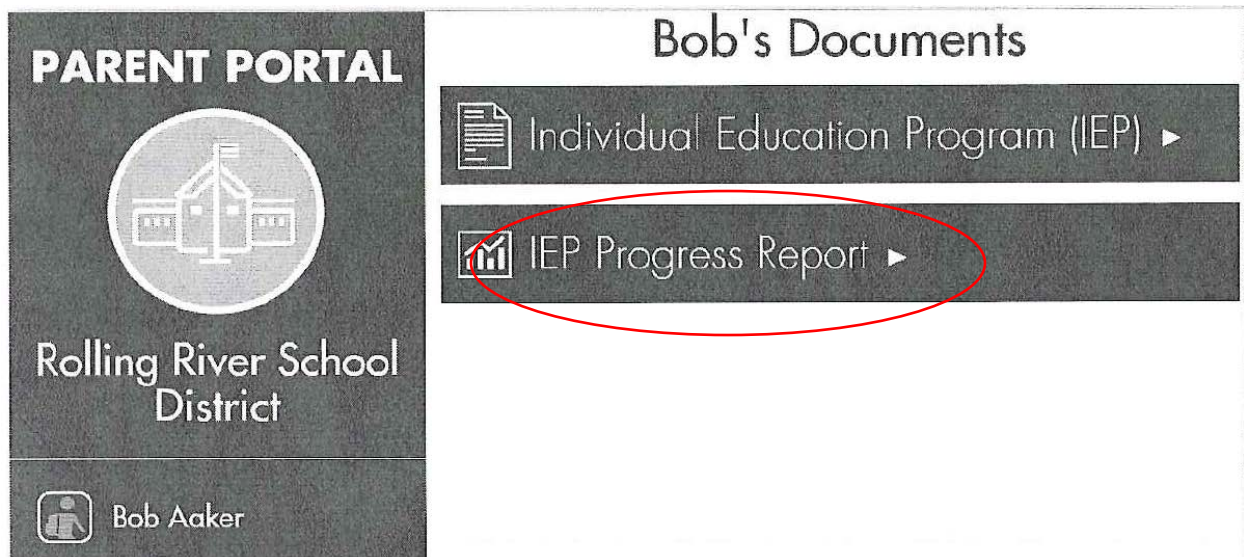 PARENT PORTAL
Rolling River School
District
Bob Aaker
Bob's Documents
Individual Education Program (IEP) ►
IEP Progress Report ►